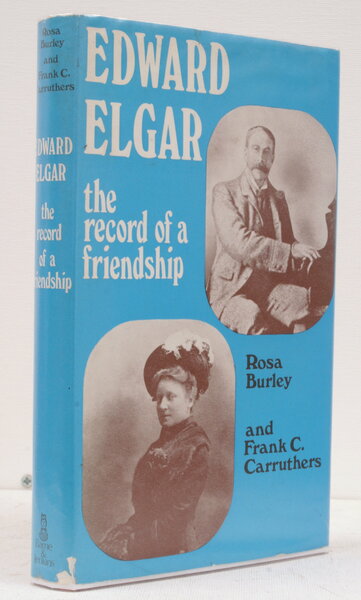 Rosa
Burley
and
Frank C.
Carruthers
EDWARD
ELGAR
the
record
of a
friendship
EDWARD
ELGAR
the
record of a
friendship
Rosa
Burley
and
Frank C.
Carruthers